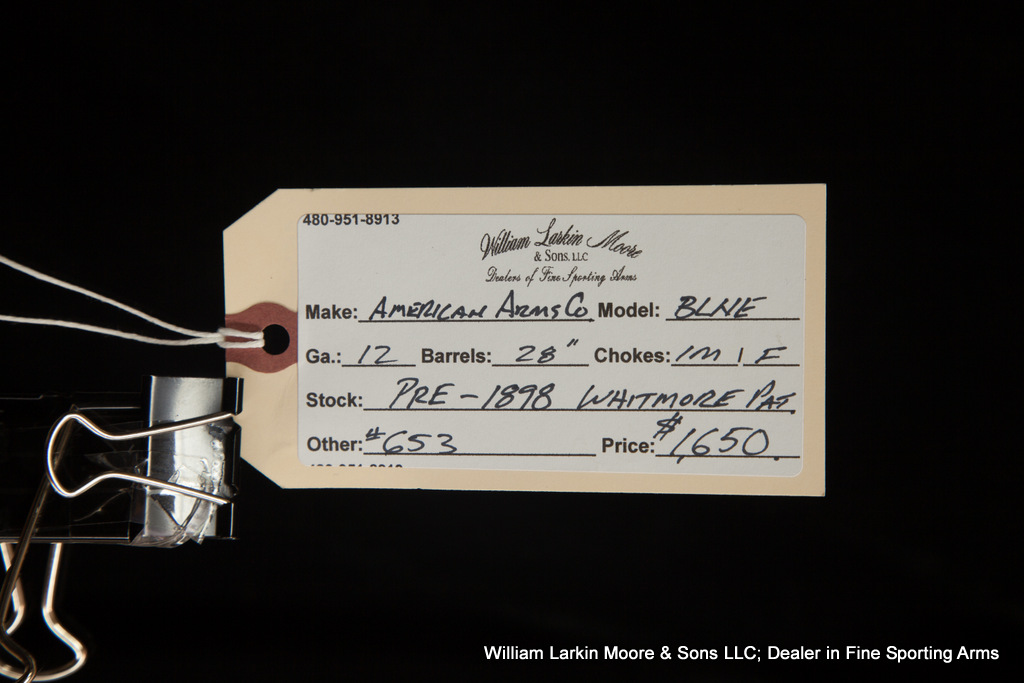 480-951-8913
William Larkin Moore
& Sons, LLC
Dealers of Fine Sporting Arms
Make: AMERICAN ARMS Co. Model: BLNE
Ga.: 12 Barrels: 28" Chokes: IM / F
Stock: PRE-1898 WHITMORE PAT.
Other: #653 Price: $1,650.
William Larkin Moore & Sons LLC; Dealer in Fine Sporting Arms